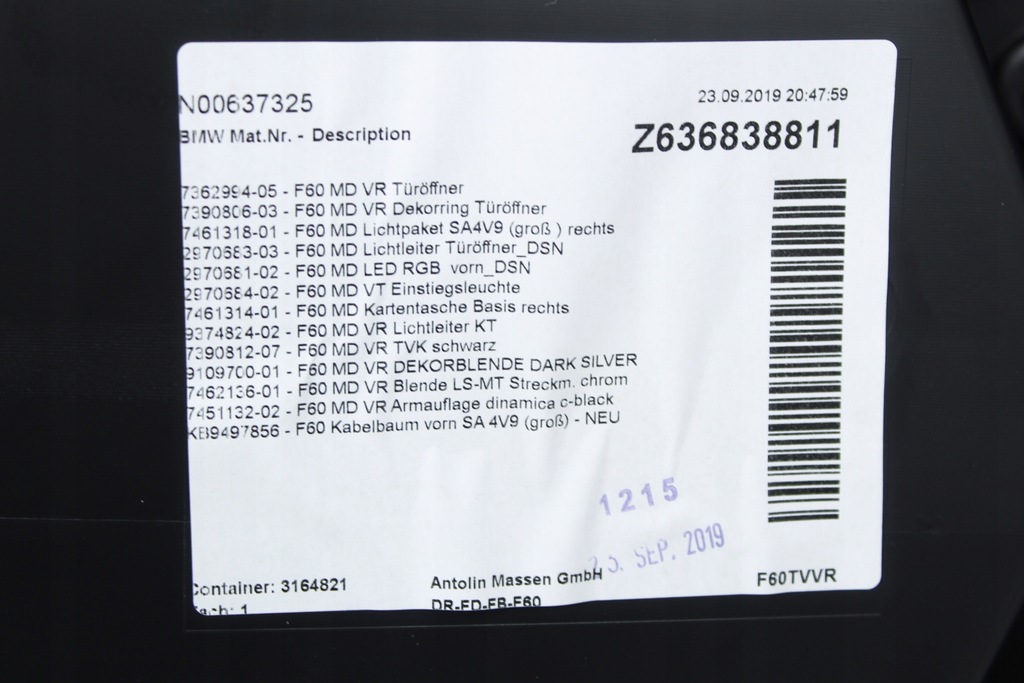 N00637325
23.09.2019 20:47:59
BMW Mat.Nr. - Description
Z636838811
7362994-05 - F60 MD VR Türöffner
7390806-03 - F60 MD VR Dekorring Türöffner
7461318-01 - F60 MD Lichtpaket SA4V9 (groß ) rechts
2970683-03 - F60 MD Lichtleiter Türöffner_DSN
2970681-02 - F60 MD LED RGB vorn_DSN
2970684-02 - F60 MD VT Einstiegsleuchte
7461314-01 - F60 MD Kartentasche Basis rechts
9374824-02 - F60 MD VR Lichtleiter KT
7390812-07 - F60 MD VR TVK schwarz
9109700-01 - F60 MD VR DEKORBLENDE DARK SILVER
7462136-01 - F60 MD VR Blende LS-MT Streckm. chrom
7451132-02 - F60 MD VR Armauflage dinamica c-black
KB9497856 - F60 Kabelbaum vorn SA 4V9 (groß) - NEU
1215
SEP. 2019
Container: 3164821
Antolin Massen GmbH
F60TVVR
Fach: 1
DR-FD-FB-F60